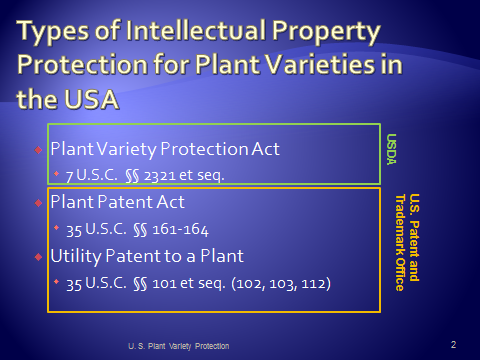 Types of Intellectual Property
Protection for Plant Varieties in
the USA
Plant Variety Protection Act
7 U.S.C. §§ 2321 et seq.
USDA
Plant Patent Act
35 U.S.C. §§ 161-164
Utility Patent to a Plant
35 U.S.C. §§ 101 et seq. (102, 103, 112)
U.S. Patent and
Trademark Office
U. S. Plant Variety Protection
2